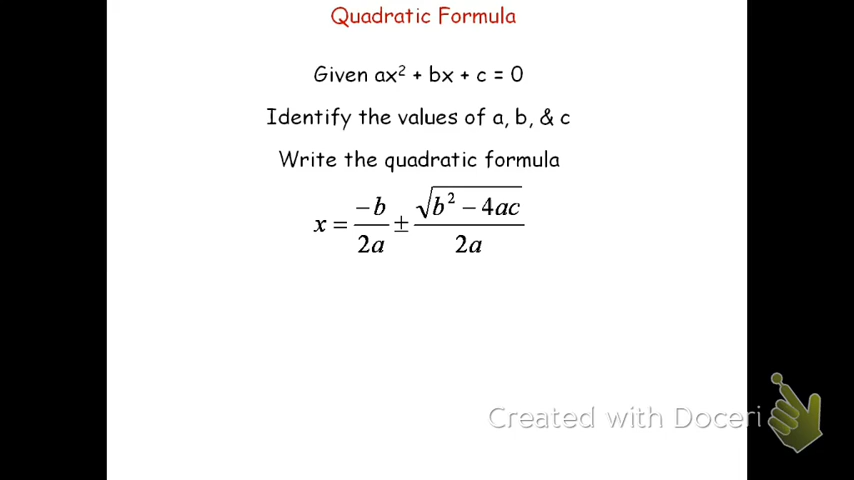 Quadratic Formula
Given ax² + bx + c = 0
Identify the values of a, b, & c
Write the quadratic formula
x = -b/2a ± √(b² - 4ac)/2a
Created with Doceri